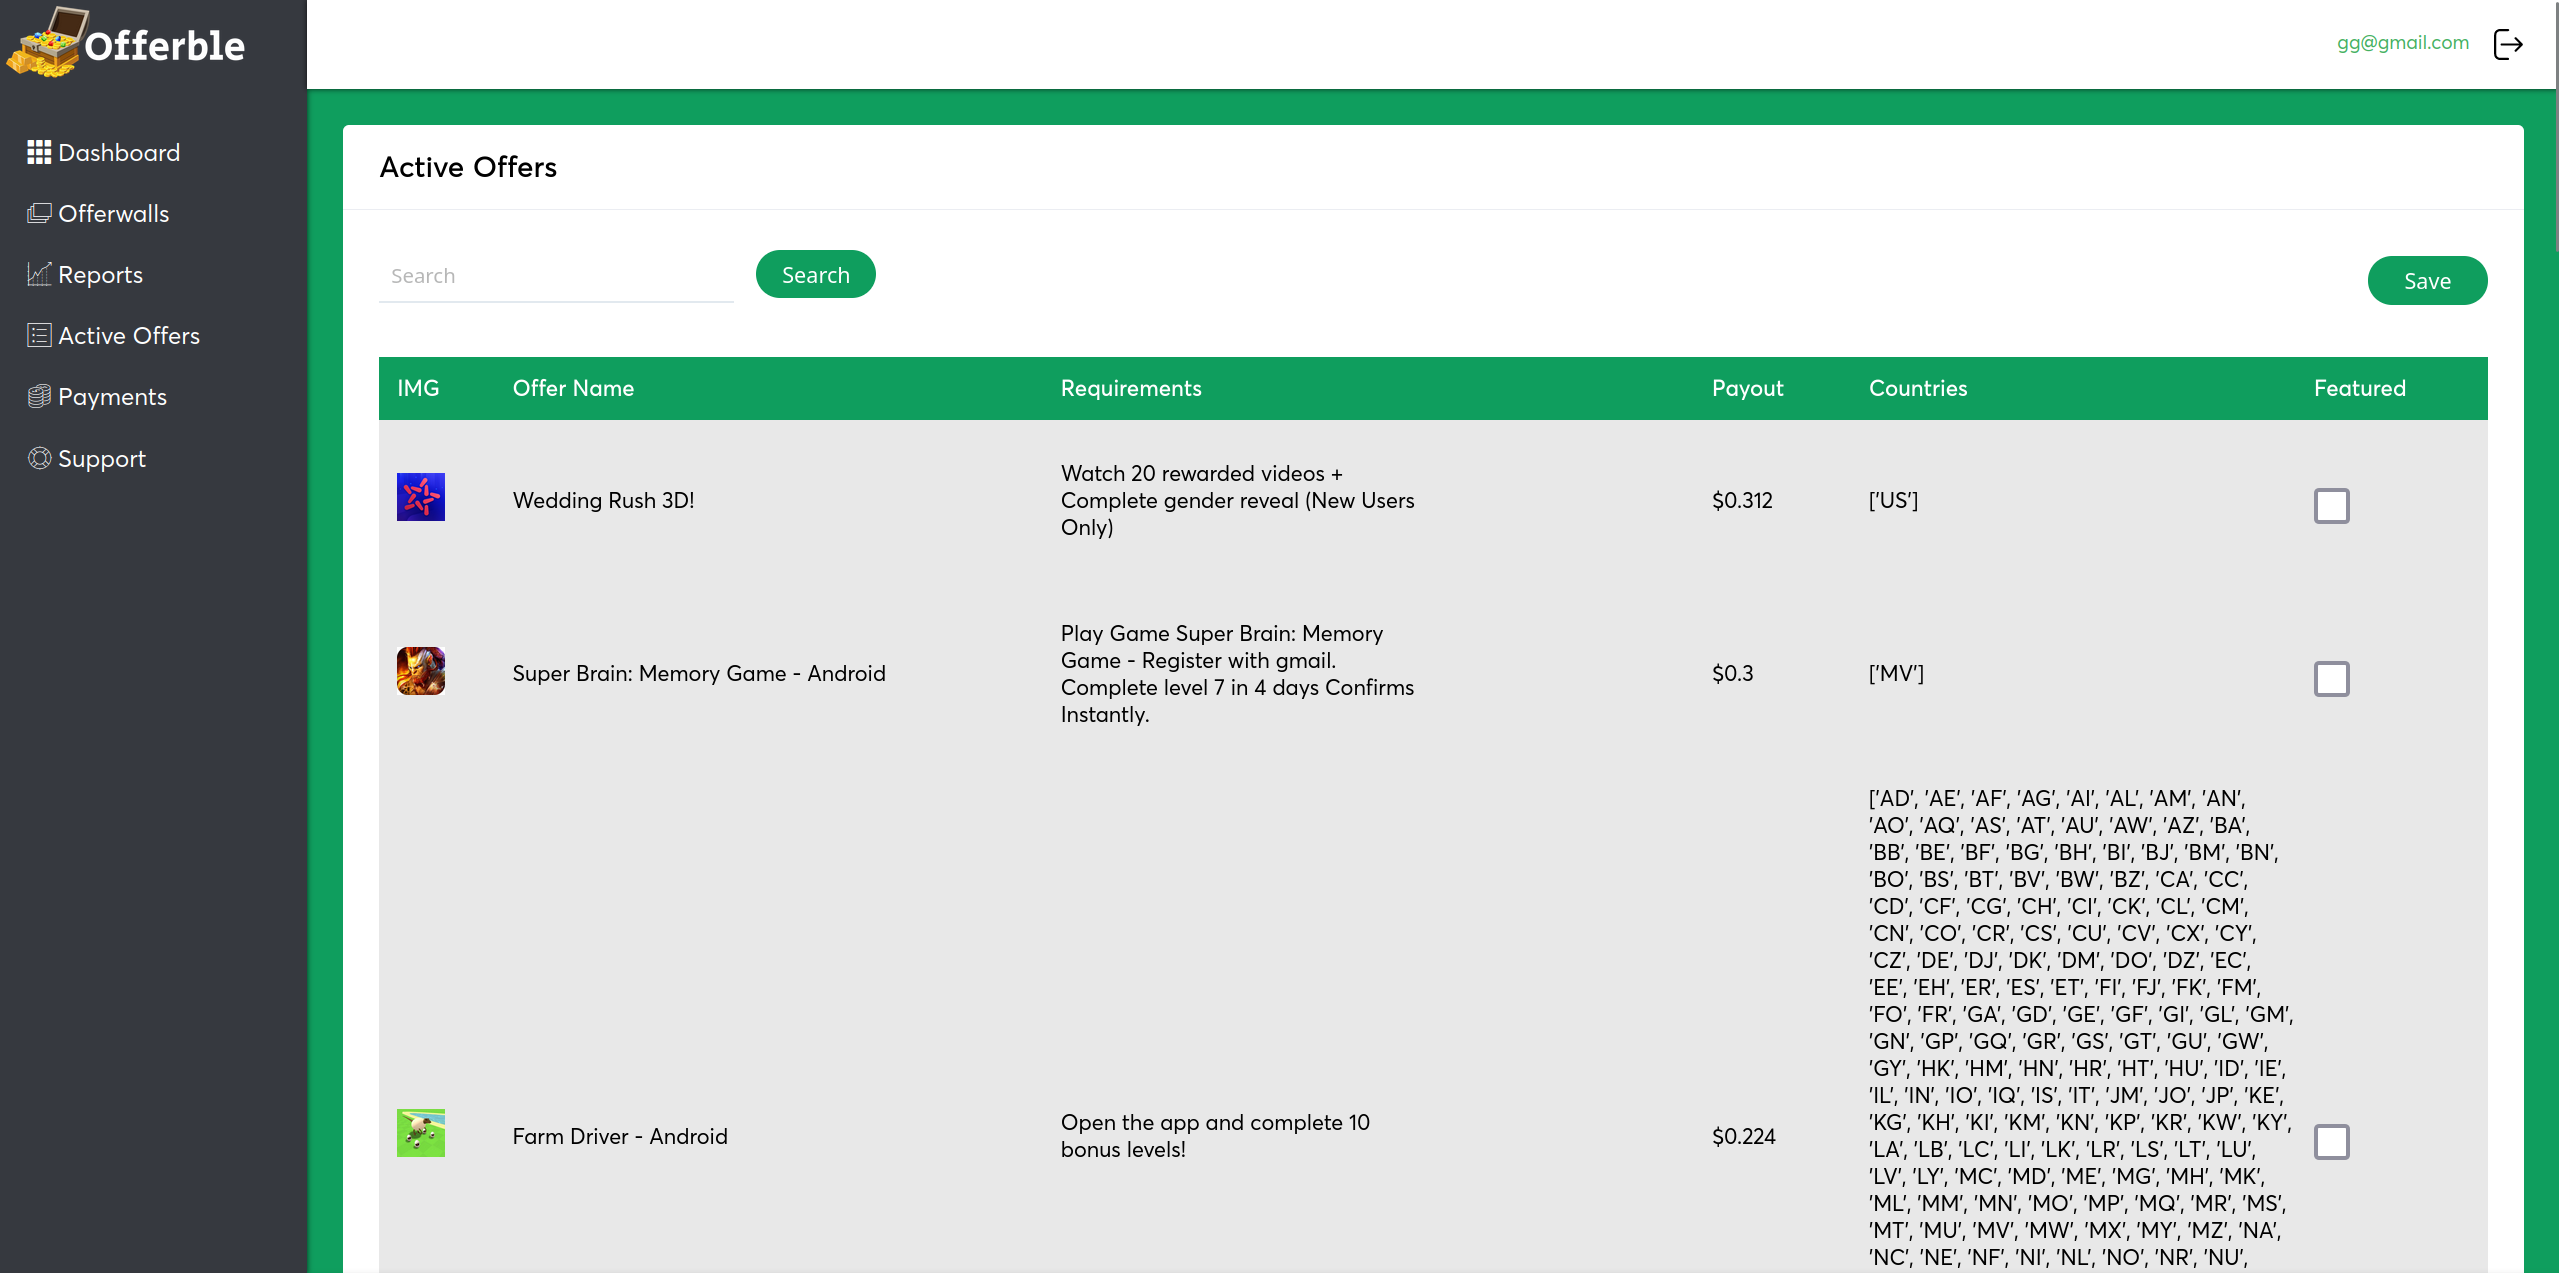 Offerble
gg@gmail.com
Dashboard
Offerwalls
Reports
Active Offers
Payments
Support
Active Offers
Search
Search
Save
IMG Offer Name Requirements Payout Countries Featured
Wedding Rush 3D!
Watch 20 rewarded videos +
Complete gender reveal (New Users
Only)
$0.312
['US']
Super Brain: Memory Game - Android
Play Game Super Brain: Memory
Game - Register with gmail.
Complete level 7 in 4 days Confirms
Instantly.
$0.3
['MV']
Farm Driver - Android
Open the app and complete 10
bonus levels!
$0.224
['AD', 'AE', 'AF', 'AG', 'AI', 'AL', 'AM', 'AN',
'AO', 'AQ', 'AS', 'AT', 'AU', 'AW', 'AZ', 'BA',
'BB', 'BE', 'BF', 'BG', 'BH', 'BI', 'BJ', 'BM', 'BN',
'BO', 'BS', 'BT', 'BV', 'BW', 'BZ', 'CA', 'CC',
'CD', 'CF', 'CG', 'CH', 'CI', 'CK', 'CL', 'CM',
'CN', 'CO', 'CR', 'CS', 'CU', 'CV', 'CX', 'CY',
'CZ', 'DE', 'DJ', 'DK', 'DM', 'DO', 'DZ', 'EC',
'EE', 'EH', 'ER', 'ES', 'ET', 'FI', 'FJ', 'FK', 'FM',
'FO', 'FR', 'GA', 'GD', 'GE', 'GF', 'GI', 'GL', 'GM',
'GN', 'GP', 'GQ', 'GR', 'GS', 'GT', 'GU', 'GW',
'GY', 'HK', 'HM', 'HN', 'HR', 'HT', 'HU', 'ID', 'IE',
'IL', 'IN', 'IO', 'IQ', 'IS', 'IT', 'JM', 'JO', 'JP', 'KE',
'KG', 'KH', 'KI', 'KM', 'KN', 'KP', 'KR', 'KW', 'KY',
'LA', 'LB', 'LC', 'LI', 'LK', 'LR', 'LS', 'LT', 'LU',
'LV', 'LY', 'MC', 'MD', 'ME', 'MG', 'MH', 'MK',
'ML', 'MM', 'MN', 'MO', 'MP', 'MQ', 'MR', 'MS',
'MT', 'MU', 'MV', 'MW', 'MX', 'MY', 'MZ', 'NA',
'NC', 'NE', 'NF', 'NI', 'NL', 'NO', 'NR', 'NU',